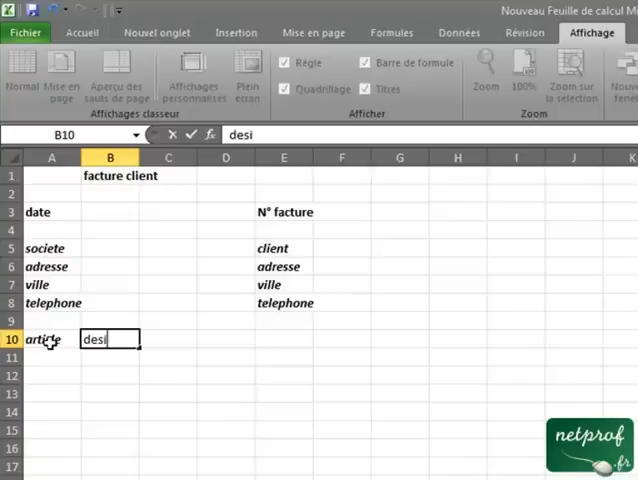 Nouveau Feuille de calcul Mi
Fichier Accueil Nouvel onglet Insertion Mise en page Formules Données Révision Affichage
Normal Mise en page Aperçu des sauts de page Affichages personnalisés Plein écran
Règle Barre de formule
Quadrillage Titres
Zoom 100% Zoom sur la sélection Nouve
fenê
Affichages classeur Afficher Zoom
B10 fx desi
A B C D E F G H I J K
1 facture client
2
3 date N° facture
4
5 societe client
6 adresse adresse
7 ville ville
8 telephone telephone
9
10 article desi
11
12
13
14
15
16
17
netprof
.fr